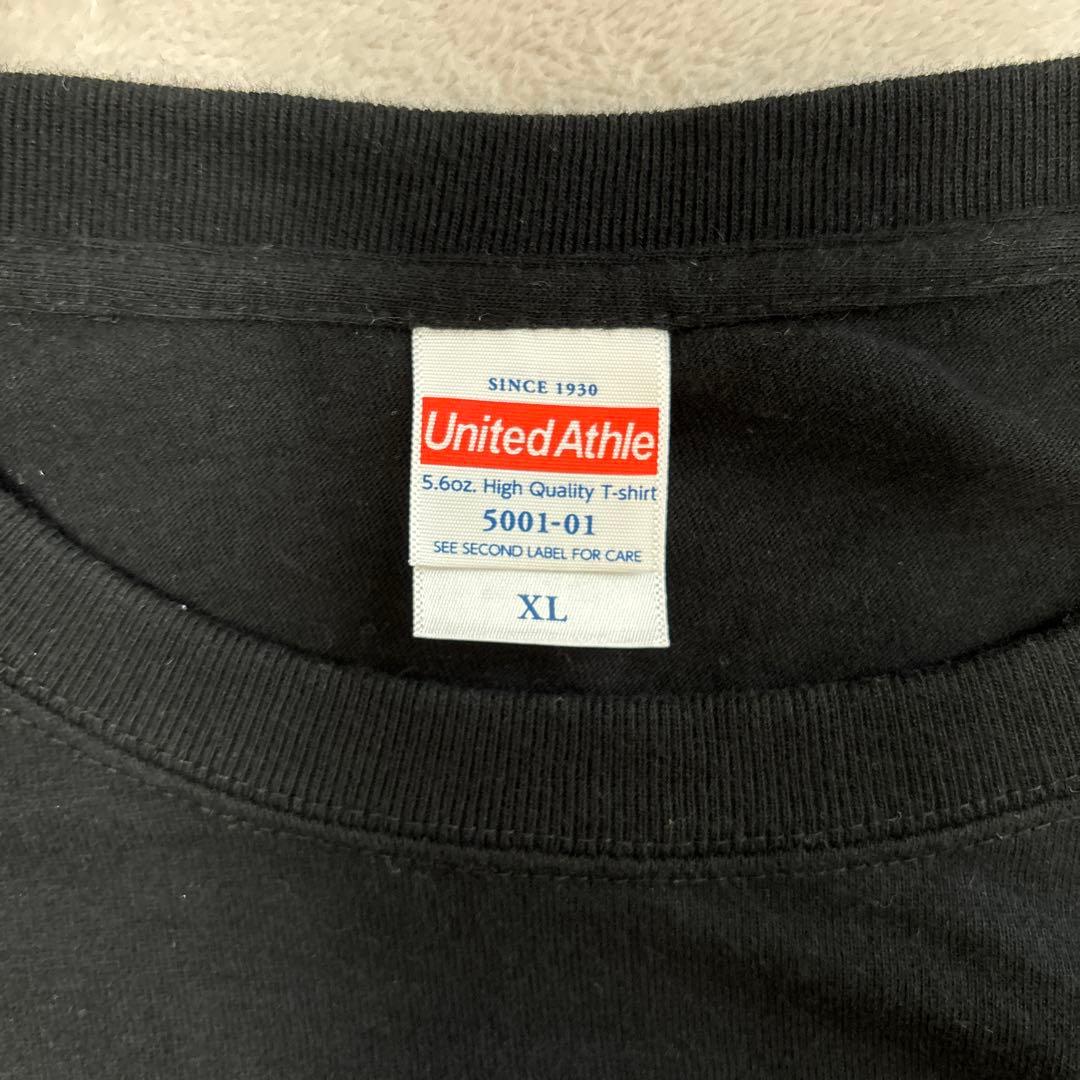 SINCE 1930
United Athle
5.6oz. High Quality T-shirt
5001-01
SEE SECOND LABEL FOR CARE
XL